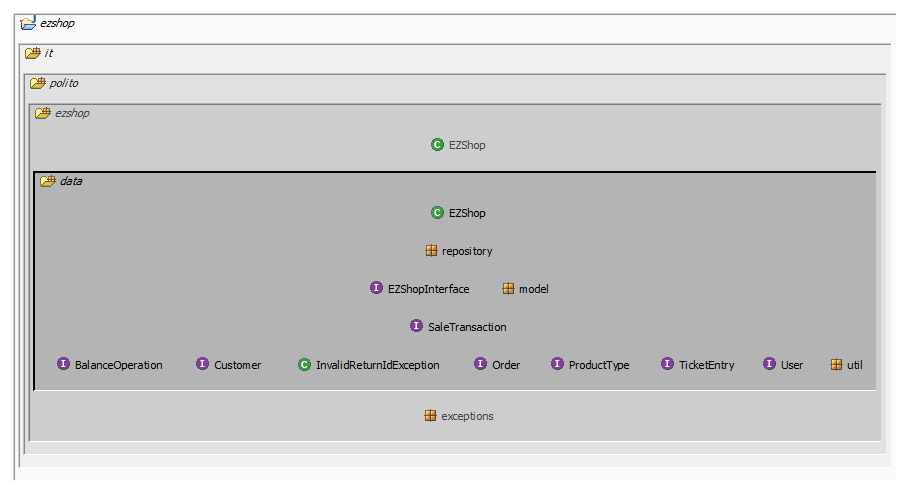 ezshop
it
polito
ezshop
C EZShop
data
C EZShop
repository
I EZShopInterface model
I SaleTransaction
I BalanceOperation I Customer C InvalidReturnIdException I Order I ProductType I TicketEntry I User util
exceptions